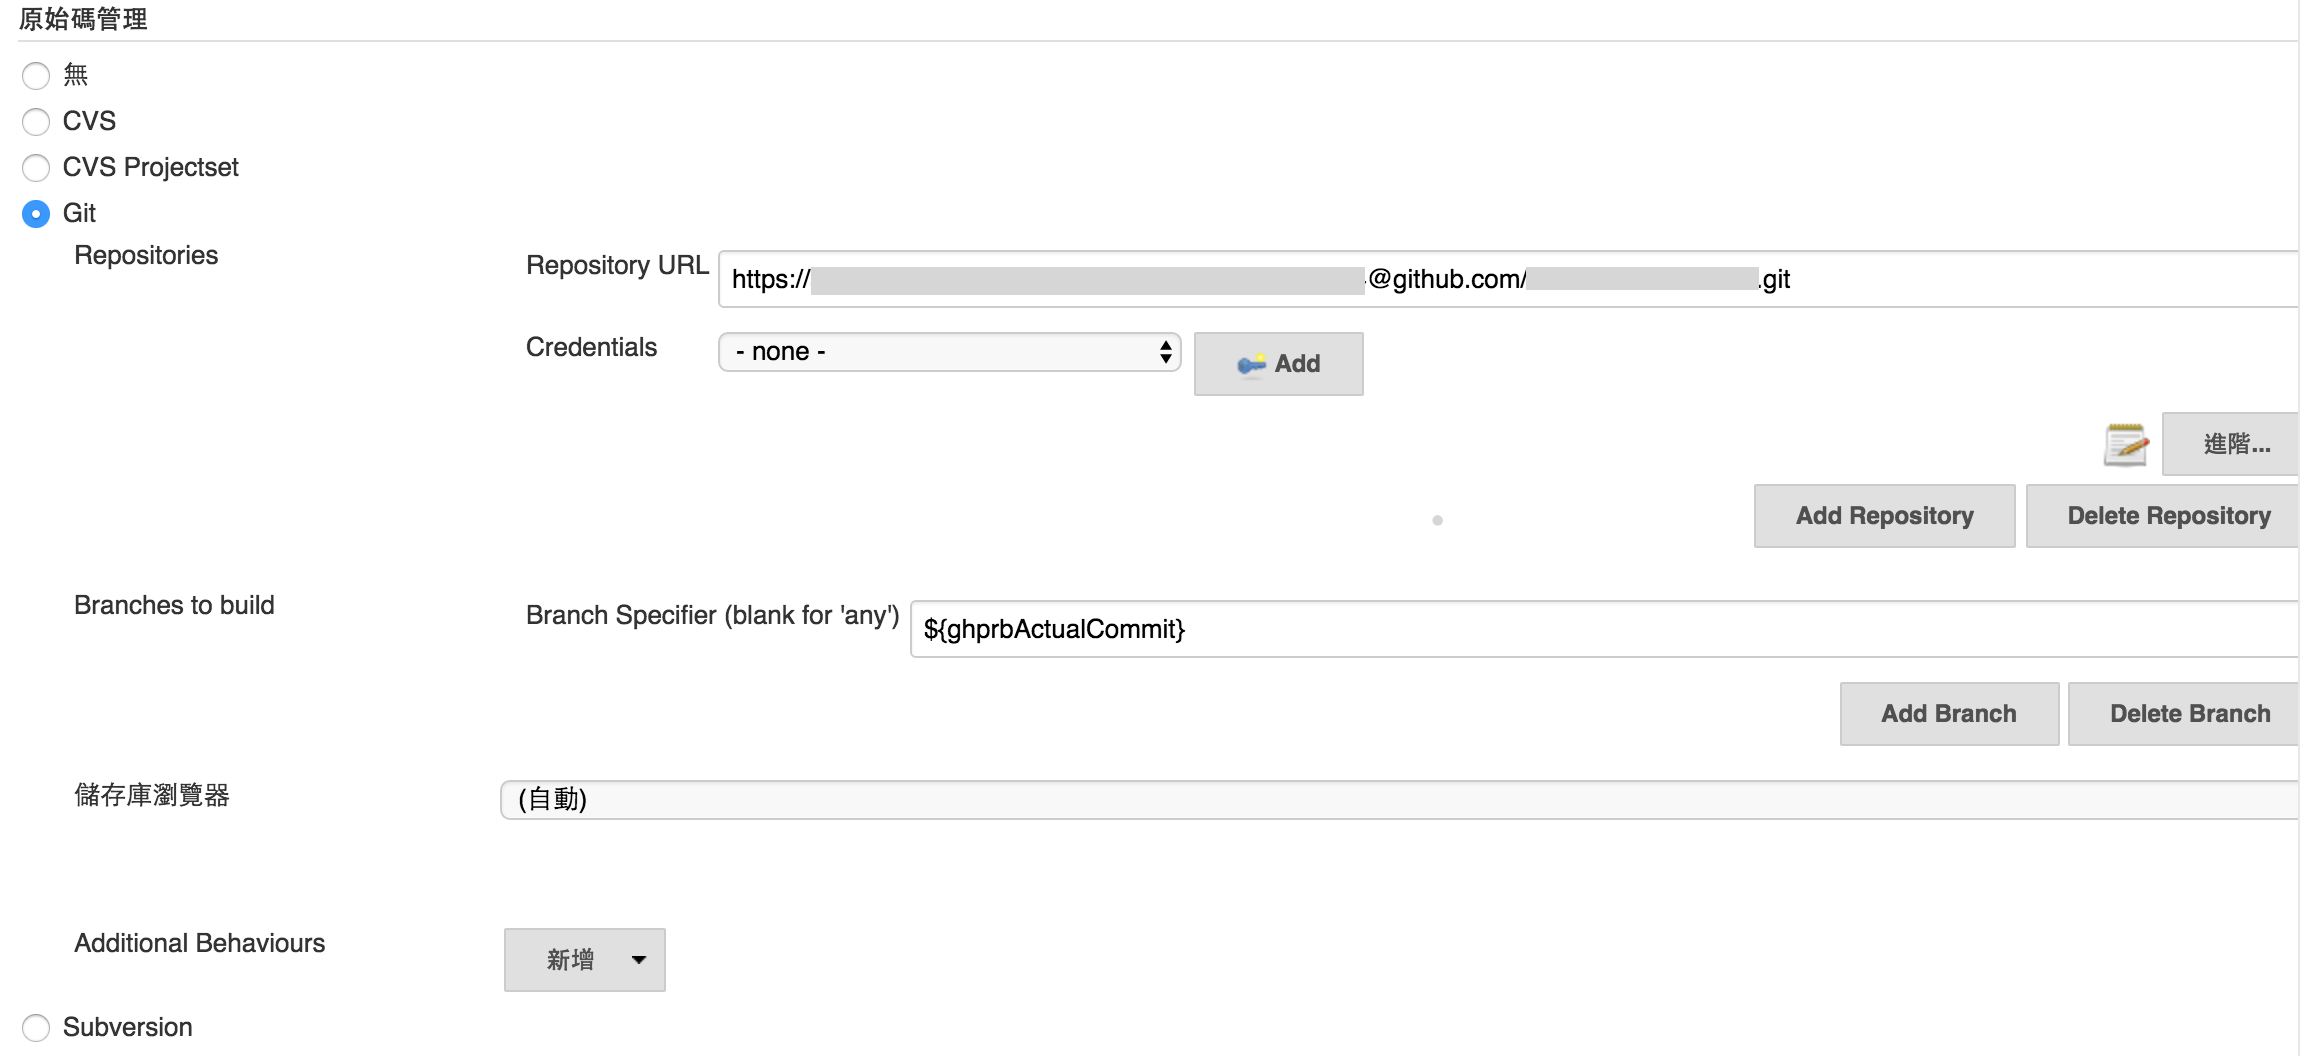 原始碼管理
無
CVS
CVS Projectset
Git
Repositories
Repository URL
https://
@github.com/
.git
Credentials
- none -
Add
進階...
Add Repository
Delete Repository
Branches to build
Branch Specifier (blank for 'any')
${ghprbActualCommit}
Add Branch
Delete Branch
儲存庫瀏覽器
(自動)
Additional Behaviours
新增
Subversion